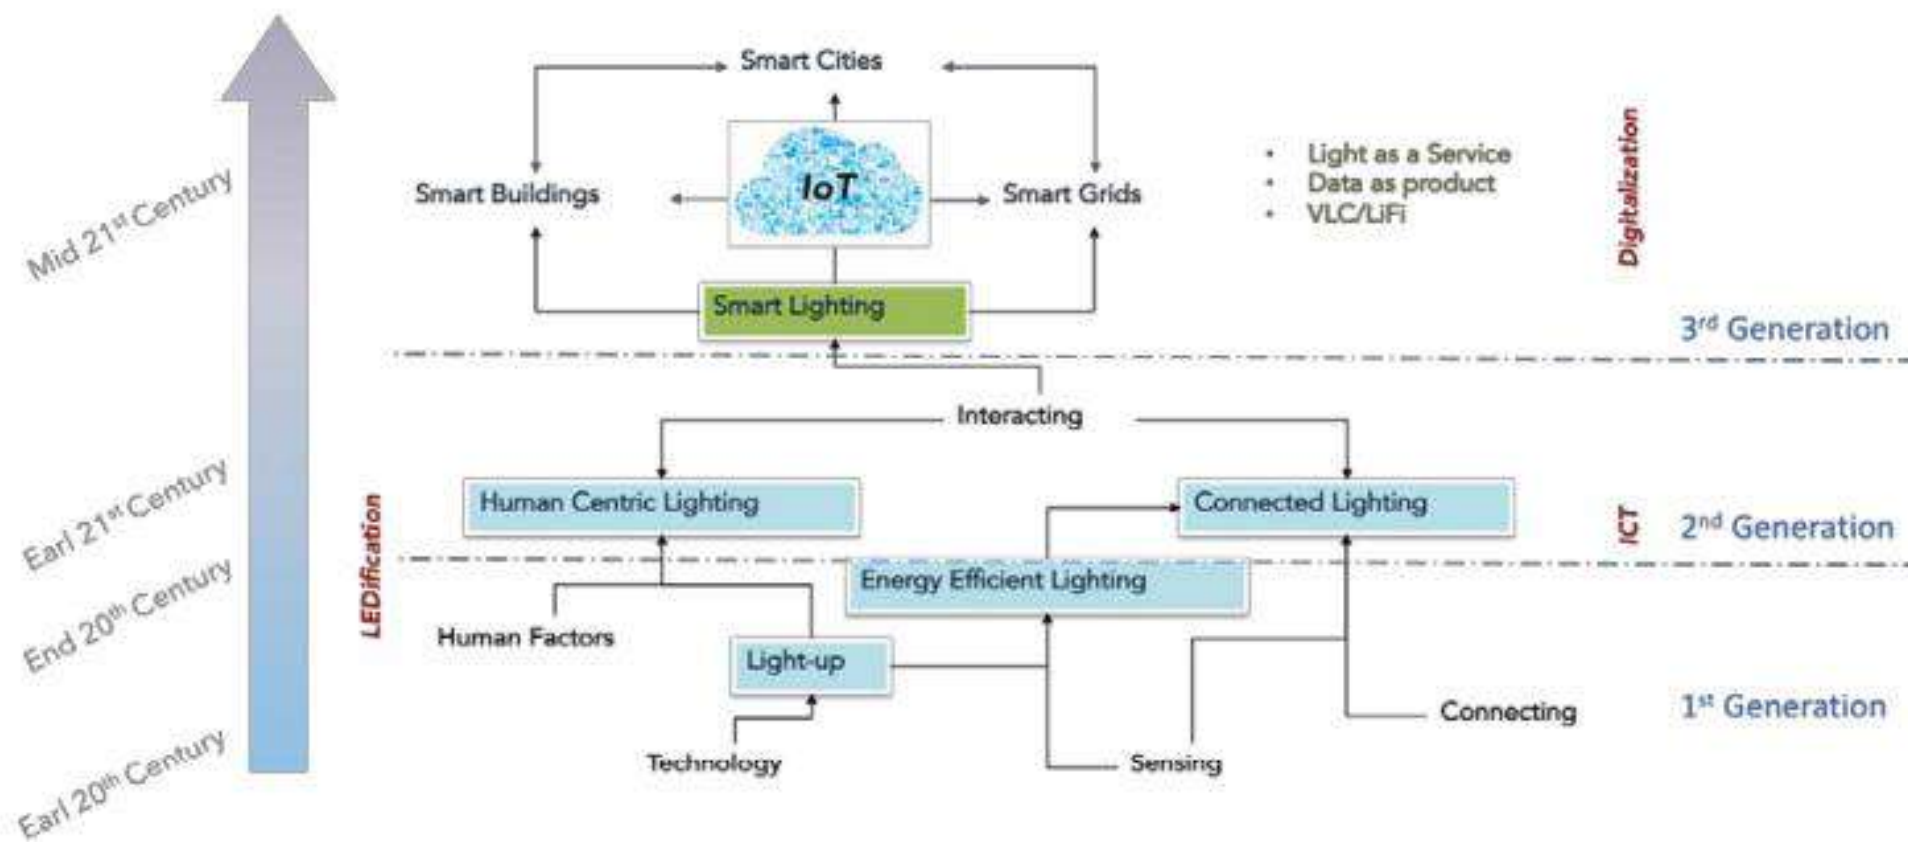 Smart Cities
Mid 21st Century
Smart Buildings
IoT
Smart Grids
• Light as a Service
• Data as product
• VLC/LiFi
Digitalization
Smart Lighting
3rd Generation
Interacting
Earl 21st Century
LEDification
Human Centric Lighting
Connected Lighting
ICT
2nd Generation
End 20th Century
Energy Efficient Lighting
Human Factors
Light-up
Connecting
1st Generation
Technology
Sensing
Earl 20th Century